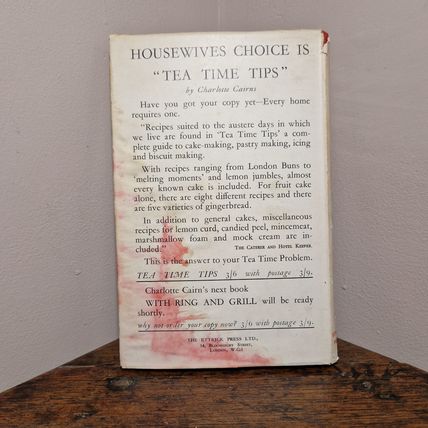 HOUSEWIVES CHOICE IS
“TEA TIME TIPS”
by Charlotte Cairns
Have you got your copy yet—Every home
requires one.
“Recipes suited to the austere days in which
we live are found in ‘Tea Time Tips’ a com-
plete guide to cake-making, pastry making, icing
and biscuit making.
With recipes ranging from London Buns to
‘melting moments’ and lemon jumbles, almost
every known cake is included. For fruit cake
alone, there are eight different recipes and there
are five varieties of gingerbread.
In addition to general cakes, miscellaneous
recipes for lemon curd, candied peel, mincemeat,
marshmallow foam and mock cream are in-
cluded.” THE CATERER AND HOTEL KEEPER.
This is the answer to your Tea Time Problem.
TEA TIME TIPS 3/6 with postage 3/9.
Charlotte Cairn's next book
WITH RING AND GRILL will be ready
shortly.
why not order your copy now? 3/6 with postage 3/9.
THE ETTRICK PRESS LTD.,
54, BLOOMSBURY STREET,
LONDON, W.C.1